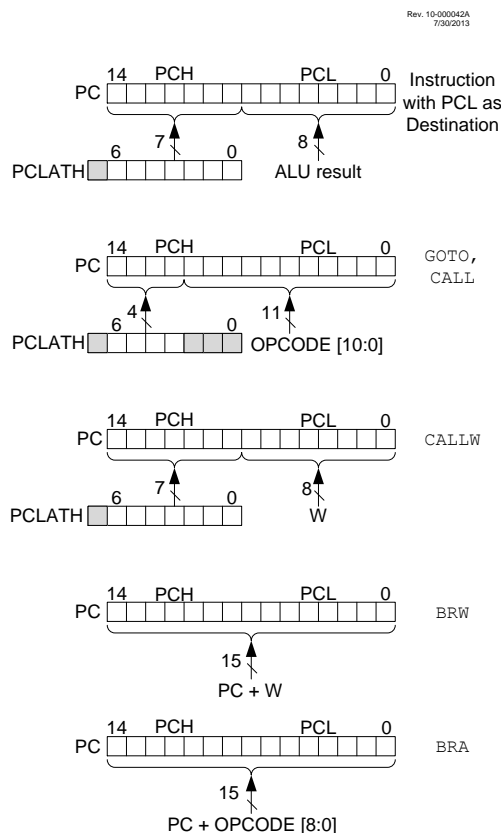 Rev. 10-000042A
7/30/2013
14 PCH PCL 0
PC
Instruction
with PCL as
Destination
6 7 0 8
PCLATH ALU result
14 PCH PCL 0
PC
GOTO,
CALL
6 4 0 11
PCLATH OPCODE [10:0]
14 PCH PCL 0
PC CALLW
6 7 0 8
PCLATH W
14 PCH PCL 0
PC BRW
15
PC + W
14 PCH PCL 0
PC BRA
15
PC + OPCODE [8:0]